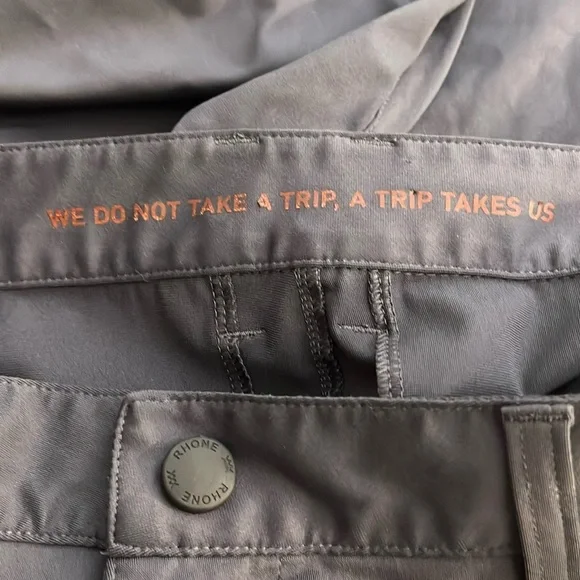 WE DO NOT TAKE A TRIP, A TRIP TAKES US
RHONE
RHONE